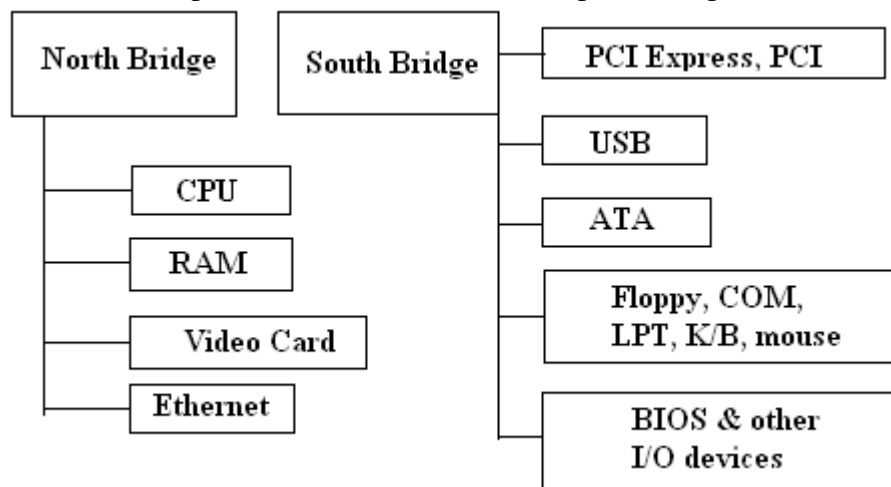 North Bridge
CPU
RAM
Video Card
Ethernet
South Bridge
PCI Express, PCI
USB
ATA
Floppy, COM,
LPT, K/B, mouse
BIOS & other
I/O devices